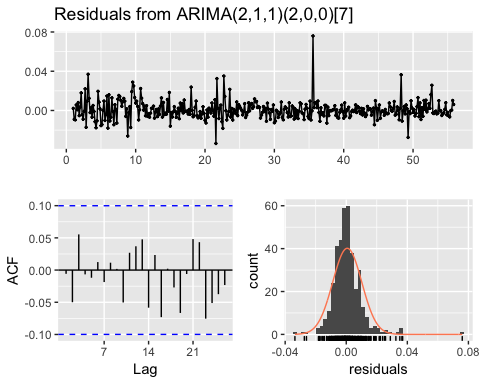 Residuals from ARIMA(2,1,1)(2,0,0)[7]
0.08
0.04
0.00
0 10 20 30 40 50
ACF
0.10
0.05
0.00
-0.05
-0.10
7 14 21
Lag
count
60
40
20
0
-0.04 0.00 0.04 0.08
residuals